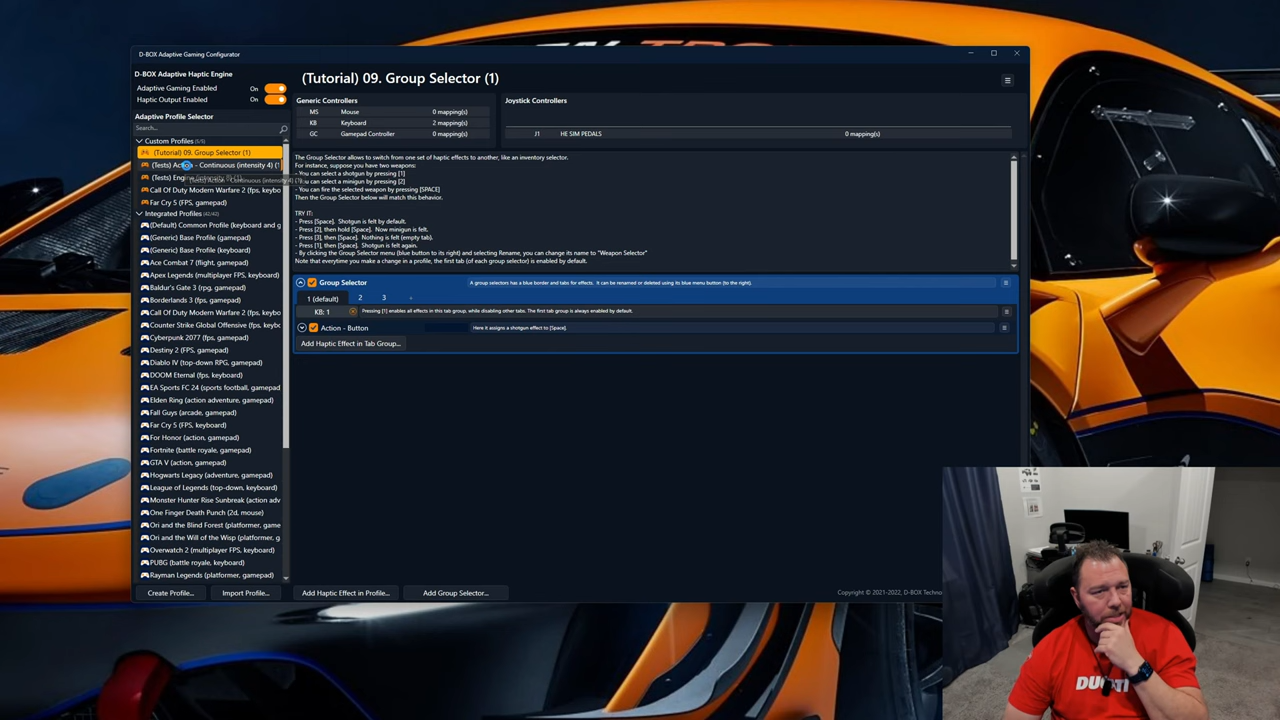 D-BOX Adaptive Gaming Configurator
D-BOX Adaptive Haptic Engine
Adaptive Gaming Enabled On
Haptic Output Enabled On
Adaptive Profile Selector
Search...
Custom Profiles (5/5)
(Tutorial) 09. Group Selector (1)
(Tests) Action - Continuous (intensity 4) (1
(Tests) Engine
Call Of Duty Modern Warfare 2 (fps, keybo
Far Cry 5 (FPS, gamepad)
Integrated Profiles (42/42)
(Default) Common Profile (keyboard and g
(Generic) Base Profile (gamepad)
(Generic) Base Profile (keyboard)
Ace Combat 7 (flight, gamepad)
Apex Legends (multiplayer FPS, keyboard)
Baldur's Gate 3 (rpg, gamepad)
Borderlands 3 (fps, gamepad)
Call Of Duty Modern Warfare 2 (fps, keybo
Counter Strike Global Offensive (fps, keybo
Cyberpunk 2077 (fps, gamepad)
Destiny 2 (FPS, gamepad)
Diablo IV (top-down RPG, gamepad)
DOOM Eternal (fps, keyboard)
EA Sports FC 24 (sports football, gamepad
Elden Ring (action adventure, gamepad)
Fall Guys (arcade, gamepad)
Far Cry 5 (FPS, keyboard)
For Honor (action, gamepad)
Fortnite (battle royale, gamepad)
GTA V (action, gamepad)
Hogwarts Legacy (adventure, gamepad)
League of Legends (top-down, keyboard)
Monster Hunter Rise Sunbreak (action adv
One Finger Death Punch (2d, mouse)
Ori and the Blind Forest (platformer, game
Ori and the Will of the Wisp (platformer, g
Overwatch 2 (multiplayer FPS, keyboard)
PUBG (battle royale, keyboard)
Rayman Legends (platformer, gamepad)
Create Profile... Import Profile...
(Tutorial) 09. Group Selector (1)
Generic Controllers
MS Mouse 0 mapping(s)
KB Keyboard 2 mapping(s)
GC Gamepad Controller 0 mapping(s)
Joystick Controllers
J1 HE SIM PEDALS 0 mapping(s)
The Group Selector allows to switch from one set of haptic effects to another, like an inventory selector.
For instance, suppose you have two weapons:
- You can select a shotgun by pressing [1]
- You can select a minigun by pressing [2]
- You can fire the selected weapon by pressing [SPACE]
Then the Group Selector below will match this behavior.
TRY IT:
- Press [Space]. Shotgun is felt by default.
- Press [2], then hold [Space]. Now minigun is felt.
- Press [3], then [Space]. Nothing is felt (empty tab).
- Press [1], then [Space]. Shotgun is felt again.
- By clicking the Group Selector menu (blue button to its right) and selecting Rename, you can change its name to "Weapon Selector"
Note that everytime you make a change in a profile, the first tab (of each group selector) is enabled by default.
Group Selector A group selectors has a blue border and tabs for effects. It can be renamed or deleted using its blue menu button (to the right).
1 (default) 2 3 +
KB: 1 Pressing [1] enables all effects in this tab group, while disabling other tabs. The first tab group is always enabled by default.
Action - Button Here it assigns a shotgun effect to [Space].
Add Haptic Effect in Tab Group...
Add Haptic Effect in Profile... Add Group Selector...
Copyright © 2021-2022, D-BOX Techno